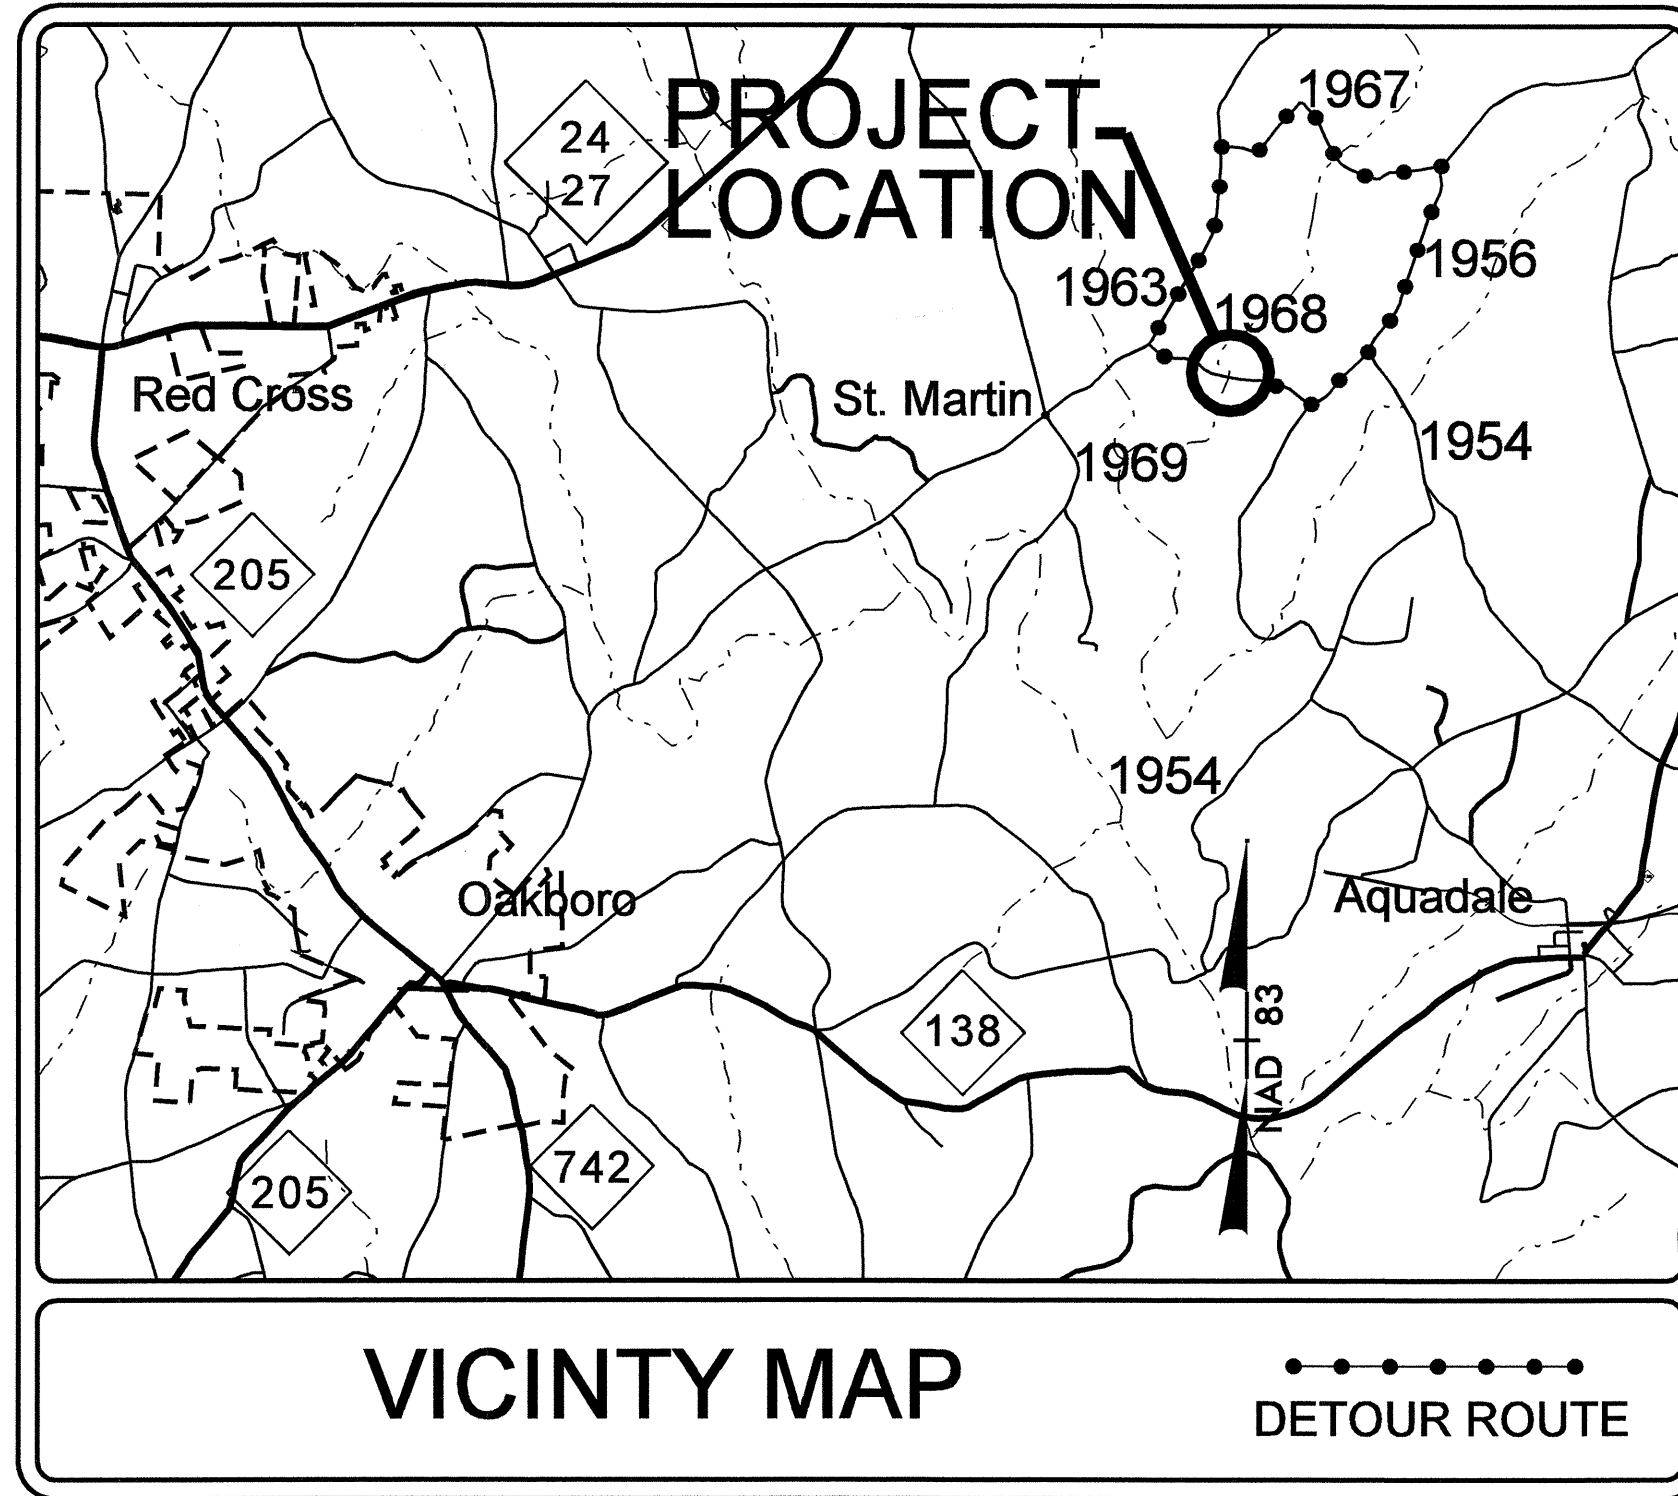 PROJECT
LOCATION
24
27
1967
1956
1963
1968
Red Cross
St. Martin
1969
1954
205
1954
Oakboro
Aquadale
138
NAD 83
742
205
VICINTY MAP
DETOUR ROUTE